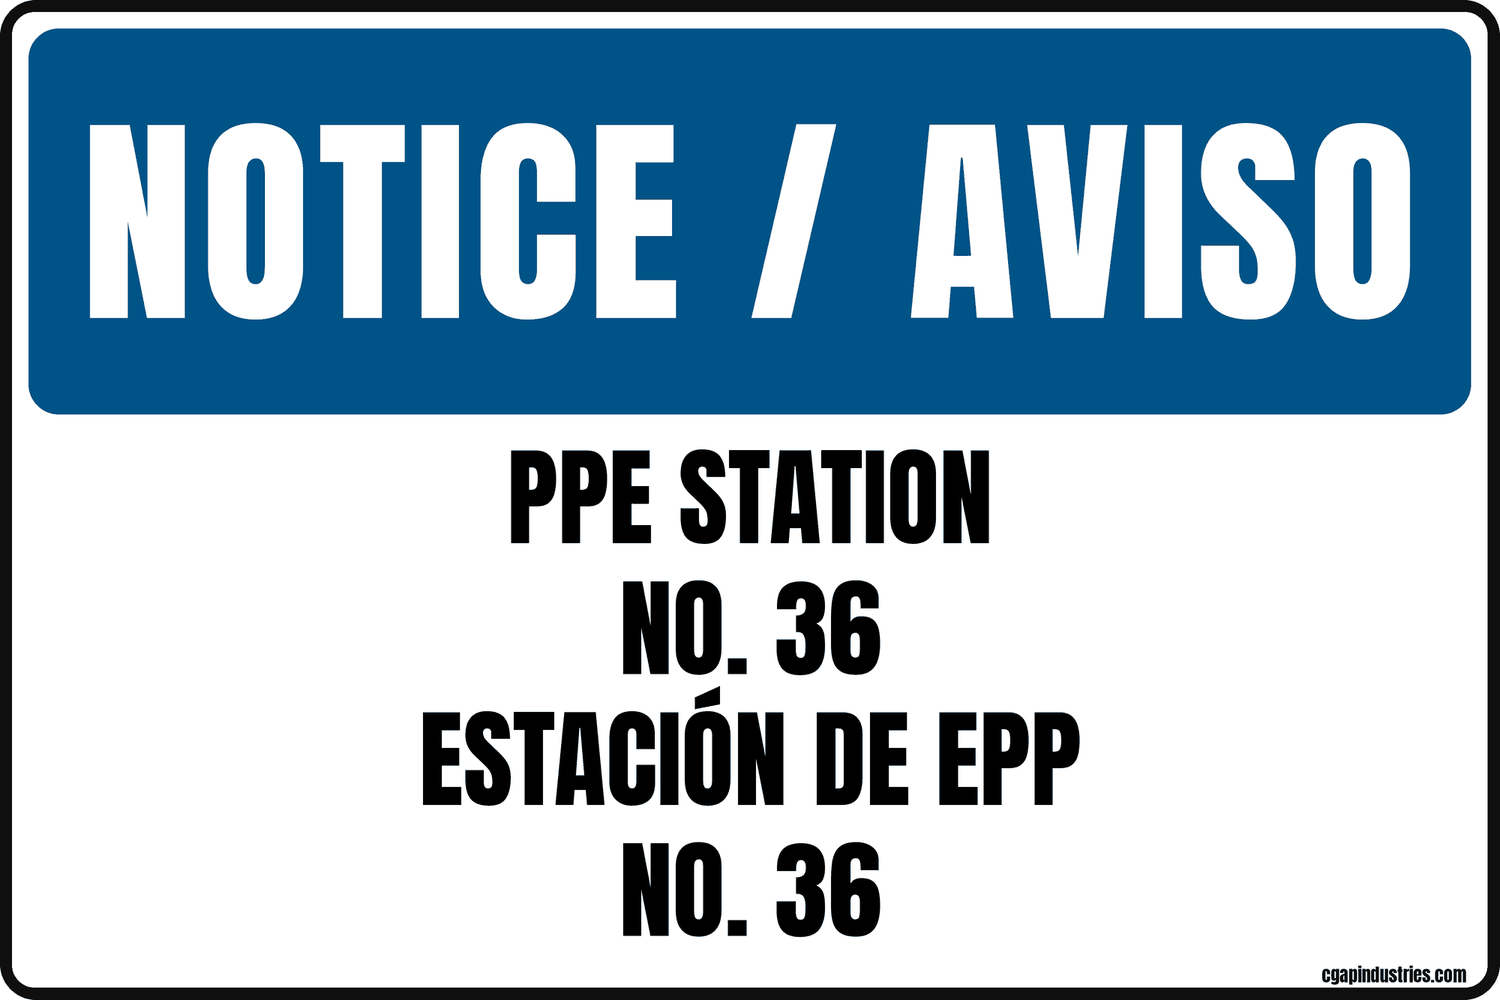 NOTICE / AVISO
PPE STATION
NO. 36
ESTACIÓN DE EPP
NO. 36
cgapindustries.com